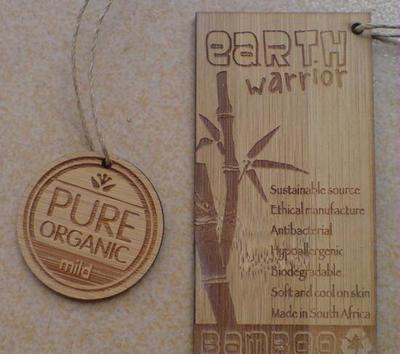 PURE
ORGANIC
mild
EARTH
warrior
Sustainable source
Ethical manufacture
Antibacterial
Hypoallergenic
Biodegradable
Soft and cool on skin
Made in South Africa
BAMBOO